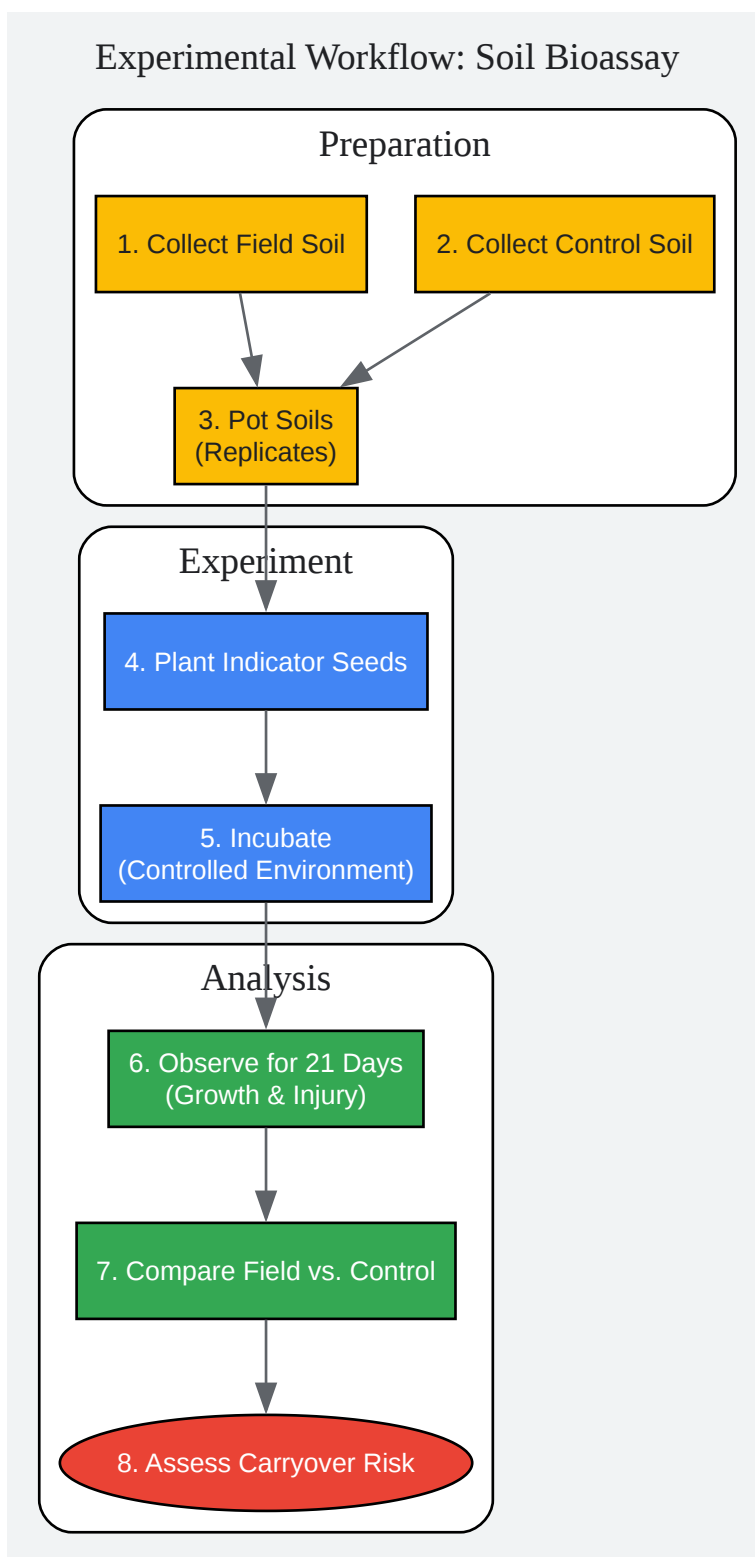 Experimental Workflow: Soil Bioassay
Preparation
1. Collect Field Soil
2. Collect Control Soil
3. Pot Soils
(Replicates)
Experiment
4. Plant Indicator Seeds
5. Incubate
(Controlled Environment)
Analysis
6. Observe for 21 Days
(Growth & Injury)
7. Compare Field vs. Control
8. Assess Carryover Risk